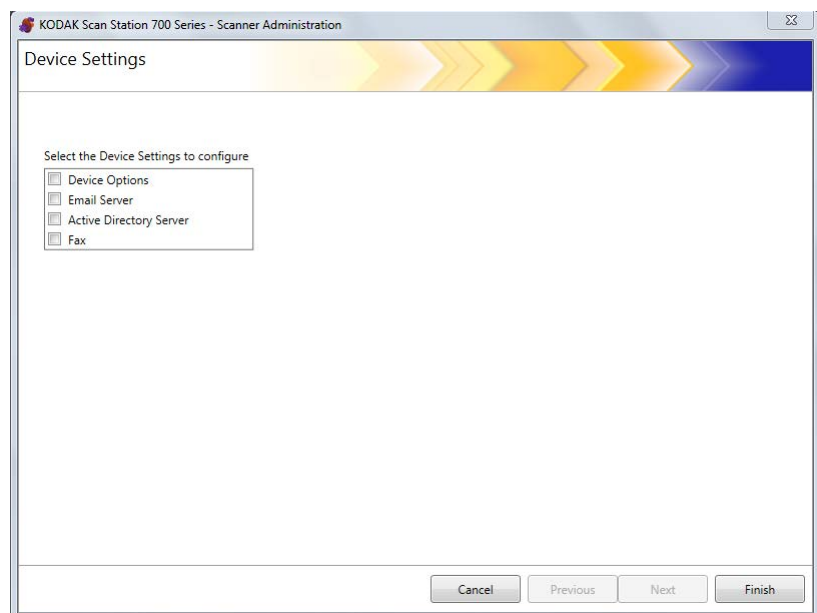 KODAK Scan Station 700 Series - Scanner Administration
Device Settings
Select the Device Settings to configure
Device Options
Email Server
Active Directory Server
Fax
Cancel
Previous
Next
Finish